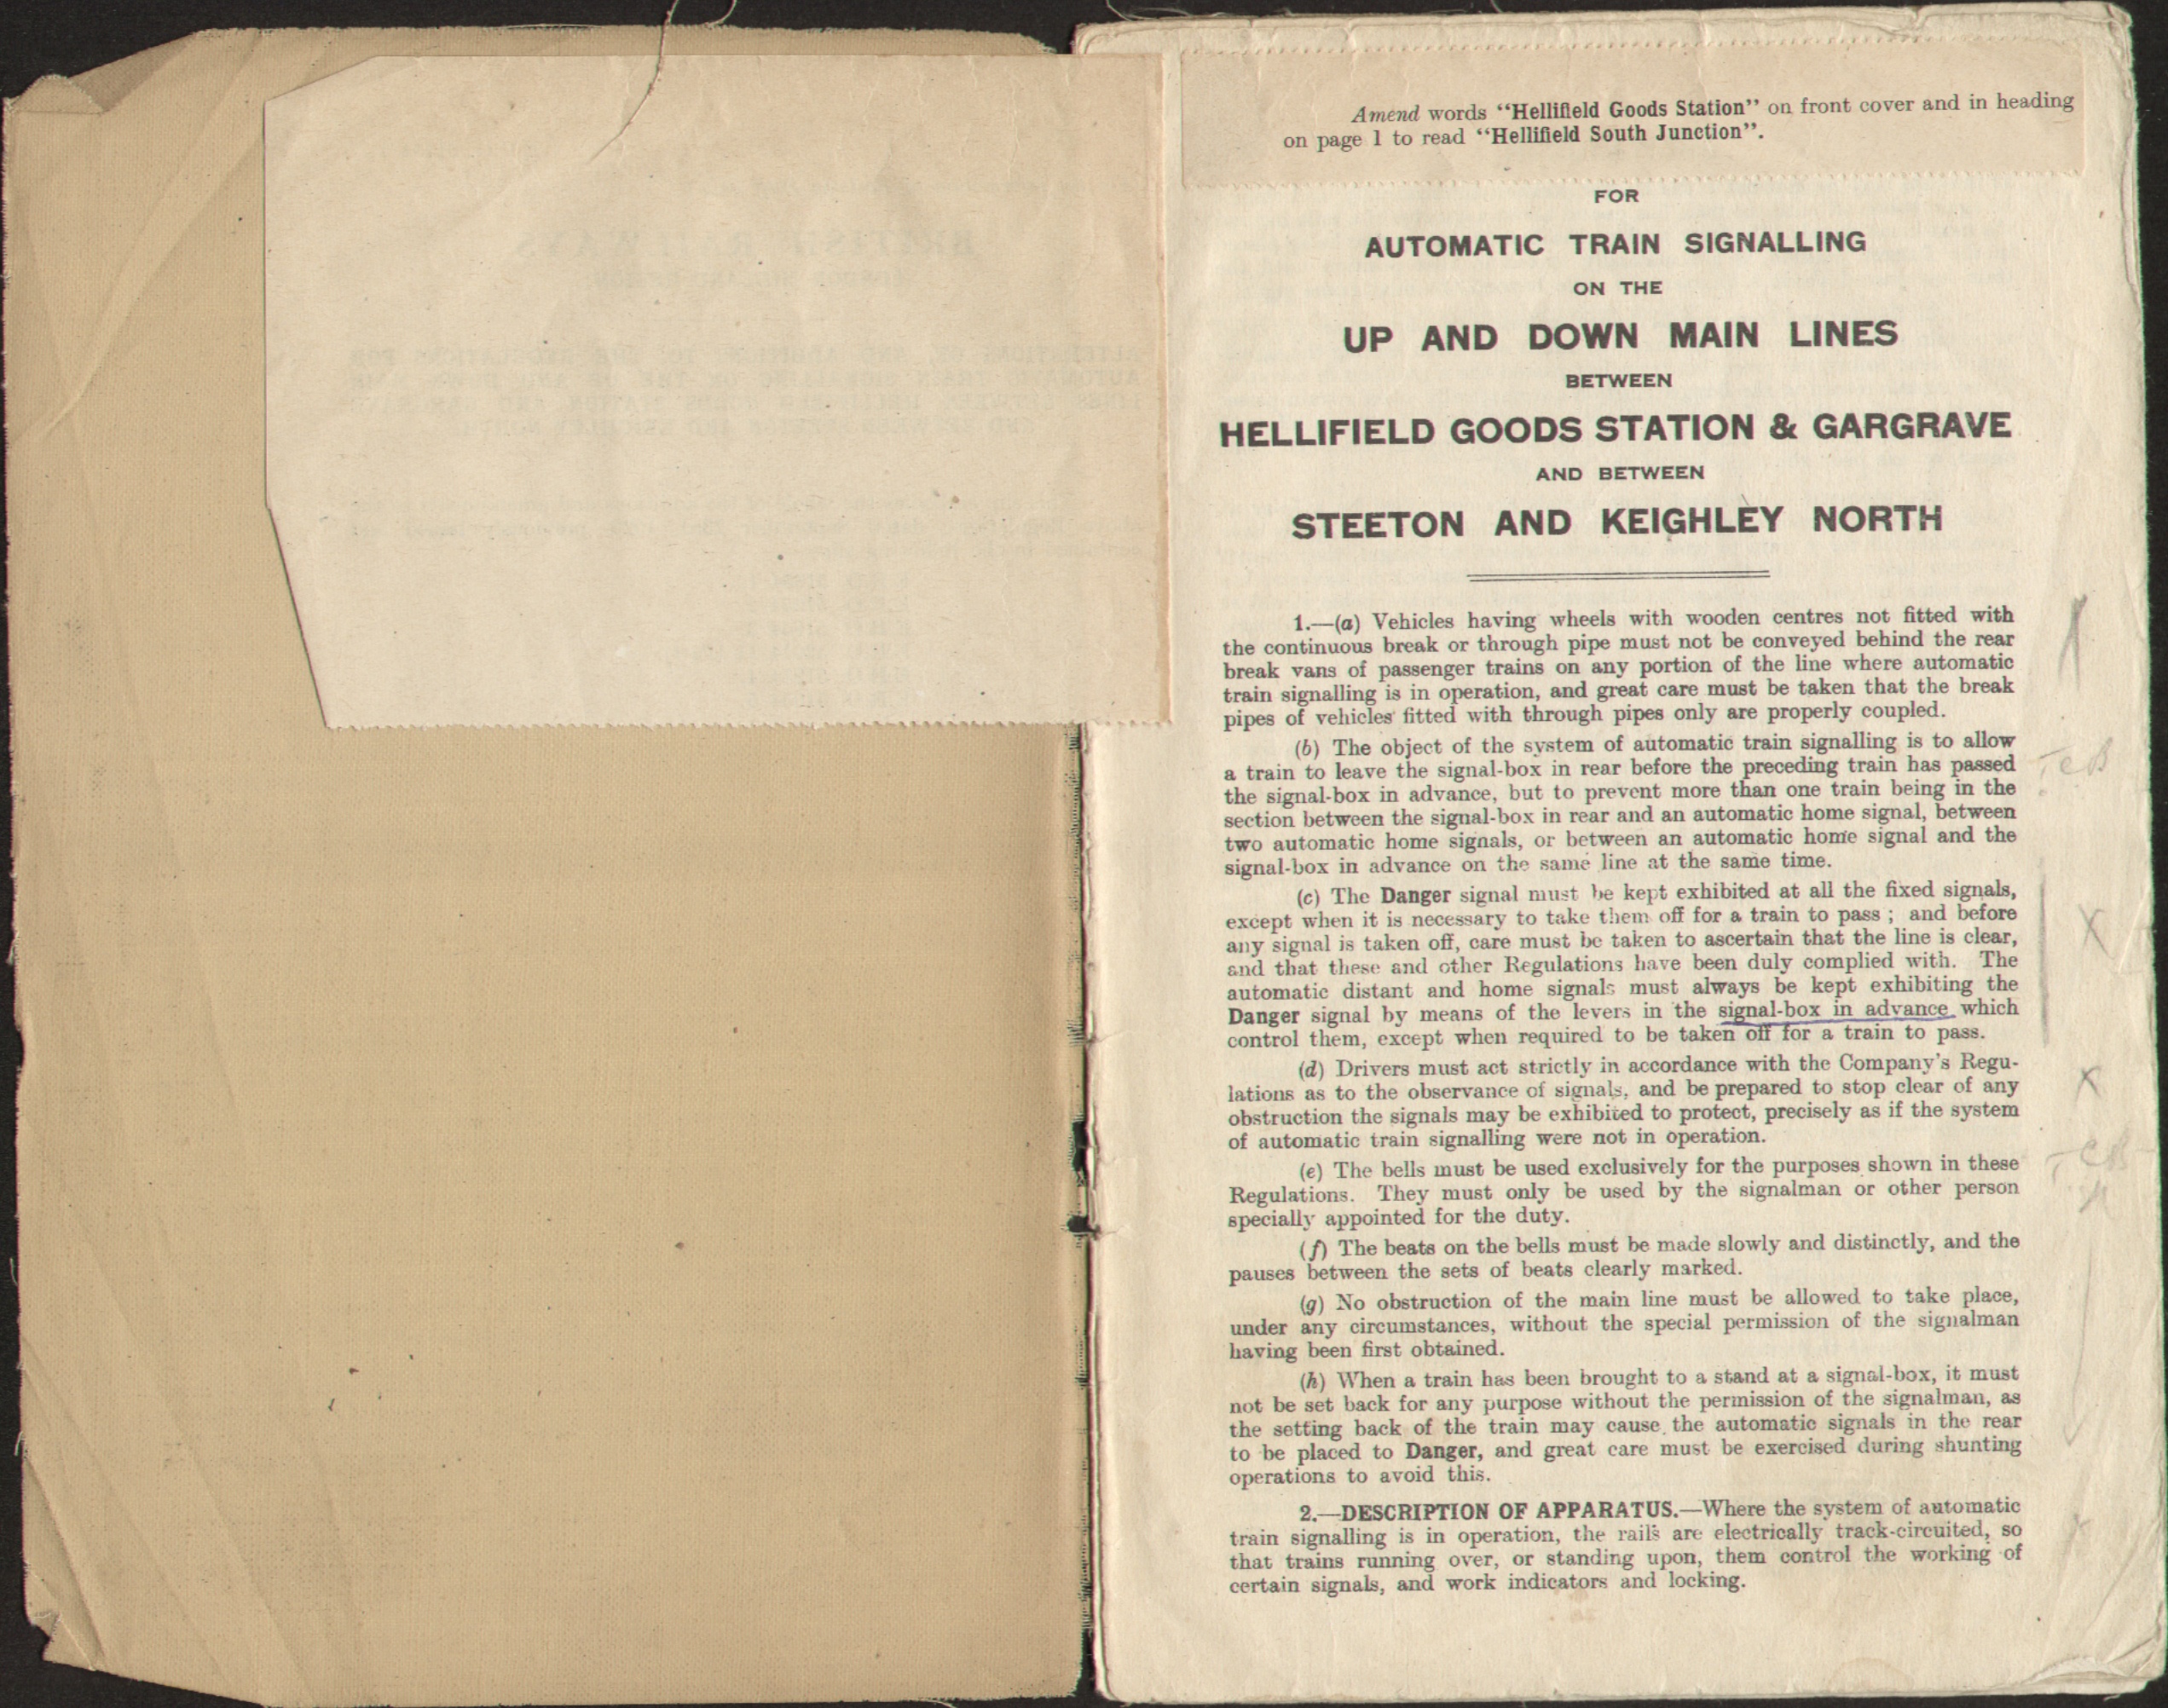 Amend words "Hellifield Goods Station" on front cover and in heading
on page 1 to read "Hellifield South Junction".
FOR
AUTOMATIC TRAIN SIGNALLING
ON THE
UP AND DOWN MAIN LINES
BETWEEN
HELLIFIELD GOODS STATION & GARGRAVE
AND BETWEEN
STEETON AND KEIGHLEY NORTH
1.—(a) Vehicles having wheels with wooden centres not fitted with
the continuous break or through pipe must not be conveyed behind the rear
break vans of passenger trains on any portion of the line where automatic
train signalling is in operation, and great care must be taken that the break
pipes of vehicles fitted with through pipes only are properly coupled.
(b) The object of the system of automatic train signalling is to allow
a train to leave the signal-box in rear before the preceding train has passed
the signal-box in advance, but to prevent more than one train being in the
section between the signal-box in rear and an automatic home signal, between
two automatic home signals, or between an automatic home signal and the
signal-box in advance on the same line at the same time.
(c) The Danger signal must be kept exhibited at all the fixed signals,
except when it is necessary to take them off for a train to pass ; and before
any signal is taken off, care must be taken to ascertain that the line is clear,
and that these and other Regulations have been duly complied with. The
automatic distant and home signals must always be kept exhibiting the
Danger signal by means of the levers in the signal-box in advance which
control them, except when required to be taken off for a train to pass.
(d) Drivers must act strictly in accordance with the Company's Regu-
lations as to the observance of signals, and be prepared to stop clear of any
obstruction the signals may be exhibited to protect, precisely as if the system
of automatic train signalling were not in operation.
(e) The bells must be used exclusively for the purposes shown in these
Regulations. They must only be used by the signalman or other person
specially appointed for the duty.
(f) The beats on the bells must be made slowly and distinctly, and the
pauses between the sets of beats clearly marked.
(g) No obstruction of the main line must be allowed to take place,
under any circumstances, without the special permission of the signalman
having been first obtained.
(h) When a train has been brought to a stand at a signal-box, it must
not be set back for any purpose without the permission of the signalman, as
the setting back of the train may cause the automatic signals in the rear
to be placed to Danger, and great care must be exercised during shunting
operations to avoid this.
2.—DESCRIPTION OF APPARATUS.—Where the system of automatic
train signalling is in operation, the rails are electrically track-circuited, so
that trains running over, or standing upon, them control the working of
certain signals, and work indicators and locking.